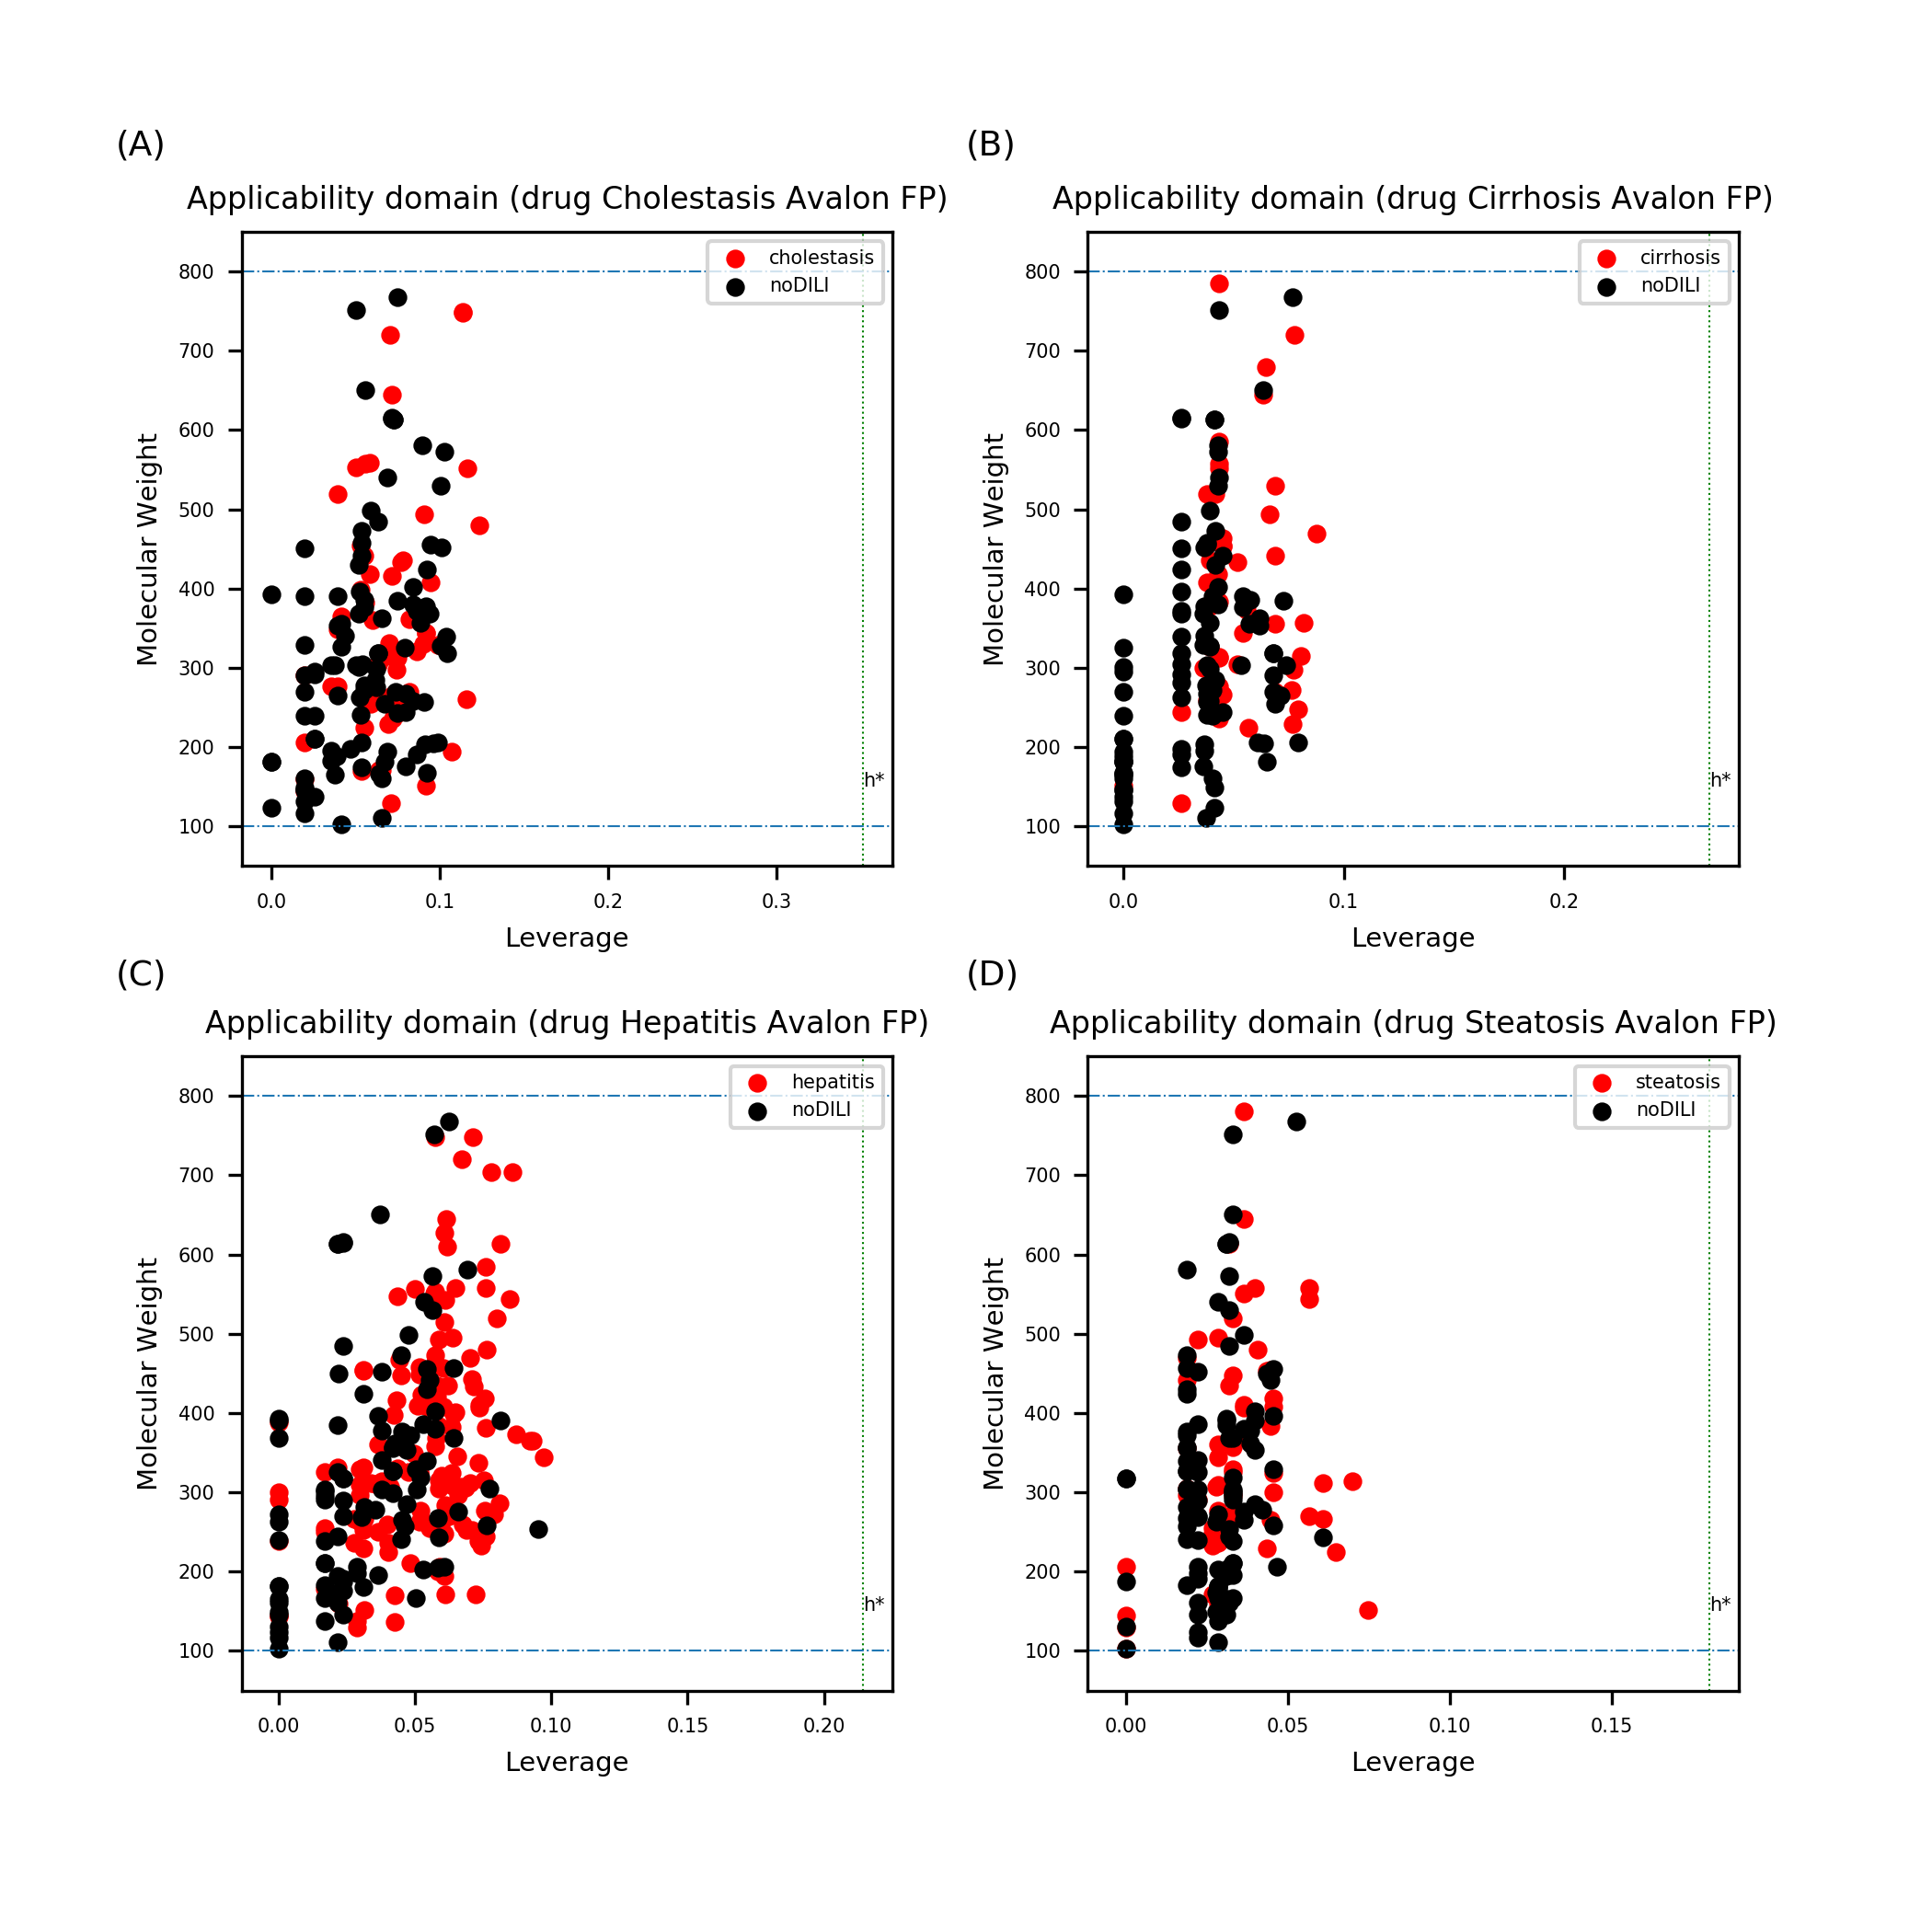 (A)
Applicability domain (drug Cholestasis Avalon FP)
cholestasis
noDILI
800
700
600
500
400
300
200
100
Molecular Weight
h*
0.0 0.1 0.2 0.3
Leverage
(B)
Applicability domain (drug Cirrhosis Avalon FP)
cirrhosis
noDILI
800
700
600
500
400
300
200
100
Molecular Weight
h*
0.0 0.1 0.2
Leverage
(C)
Applicability domain (drug Hepatitis Avalon FP)
hepatitis
noDILI
800
700
600
500
400
300
200
100
Molecular Weight
h*
0.00 0.05 0.10 0.15 0.20
Leverage
(D)
Applicability domain (drug Steatosis Avalon FP)
steatosis
noDILI
800
700
600
500
400
300
200
100
Molecular Weight
h*
0.00 0.05 0.10 0.15
Leverage